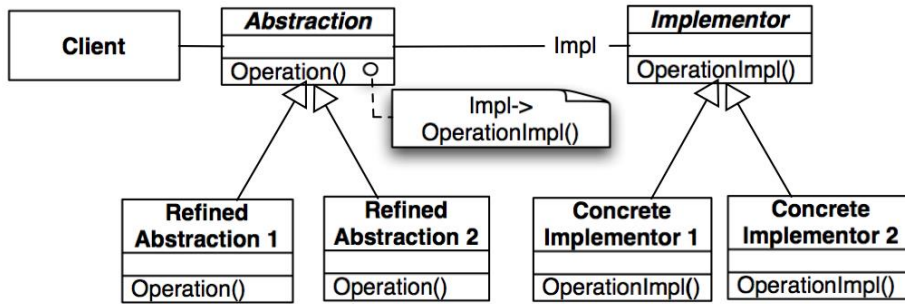 Client
Abstraction
Operation()
Impl
Implementor
OperationImpl()
Impl->
OperationImpl()
Refined
Abstraction 1
Operation()
Refined
Abstraction 2
Operation()
Concrete
Implementor 1
OperationImpl()
Concrete
Implementor 2
OperationImpl()